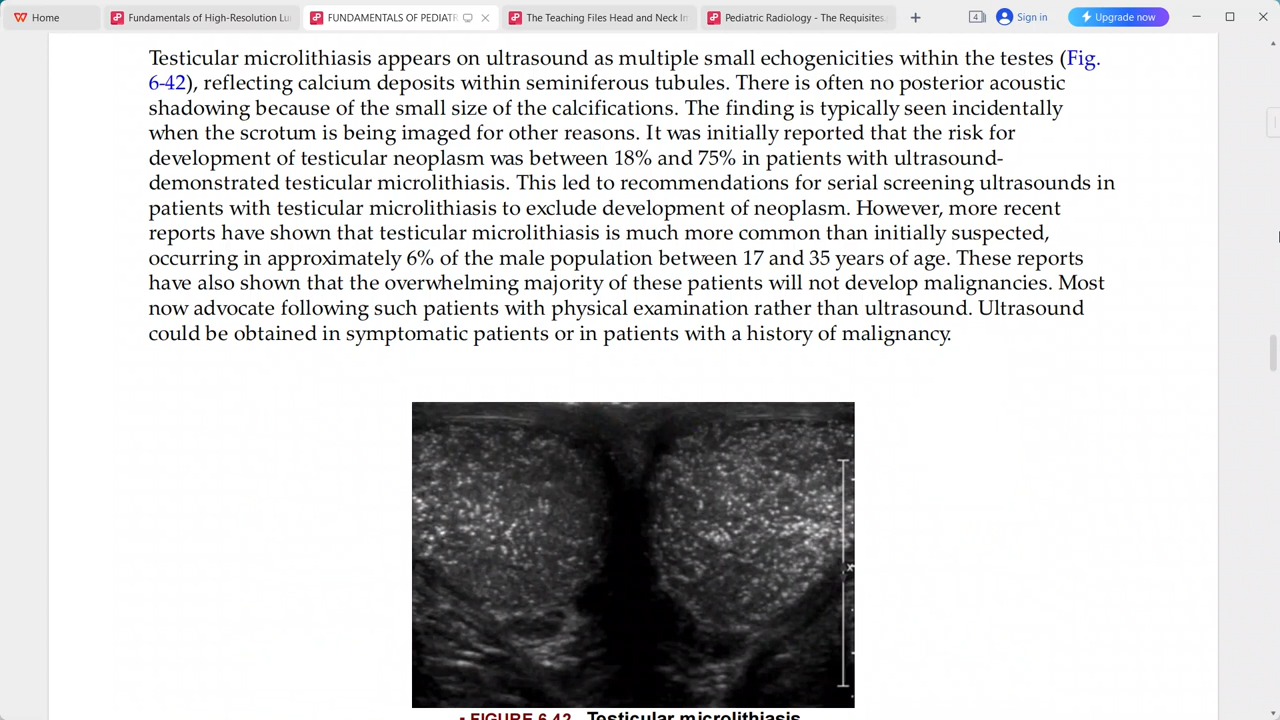 Home
Fundamentals of High-Resolution Lu
FUNDAMENTALS OF PEDIATR
The Teaching Files Head and Neck I
Pediatric Radiology - The Requisites
4
Sign in
Upgrade now
Testicular microlithiasis appears on ultrasound as multiple small echogenicities within the testes (Fig.
6-42), reflecting calcium deposits within seminiferous tubules. There is often no posterior acoustic
shadowing because of the small size of the calcifications. The finding is typically seen incidentally
when the scrotum is being imaged for other reasons. It was initially reported that the risk for
development of testicular neoplasm was between 18% and 75% in patients with ultrasound-
demonstrated testicular microlithiasis. This led to recommendations for serial screening ultrasounds in
patients with testicular microlithiasis to exclude development of neoplasm. However, more recent
reports have shown that testicular microlithiasis is much more common than initially suspected,
occurring in approximately 6% of the male population between 17 and 35 years of age. These reports
have also shown that the overwhelming majority of these patients will not develop malignancies. Most
now advocate following such patients with physical examination rather than ultrasound. Ultrasound
could be obtained in symptomatic patients or in patients with a history of malignancy.
FIGURE 6-42 Testicular microlithiasis